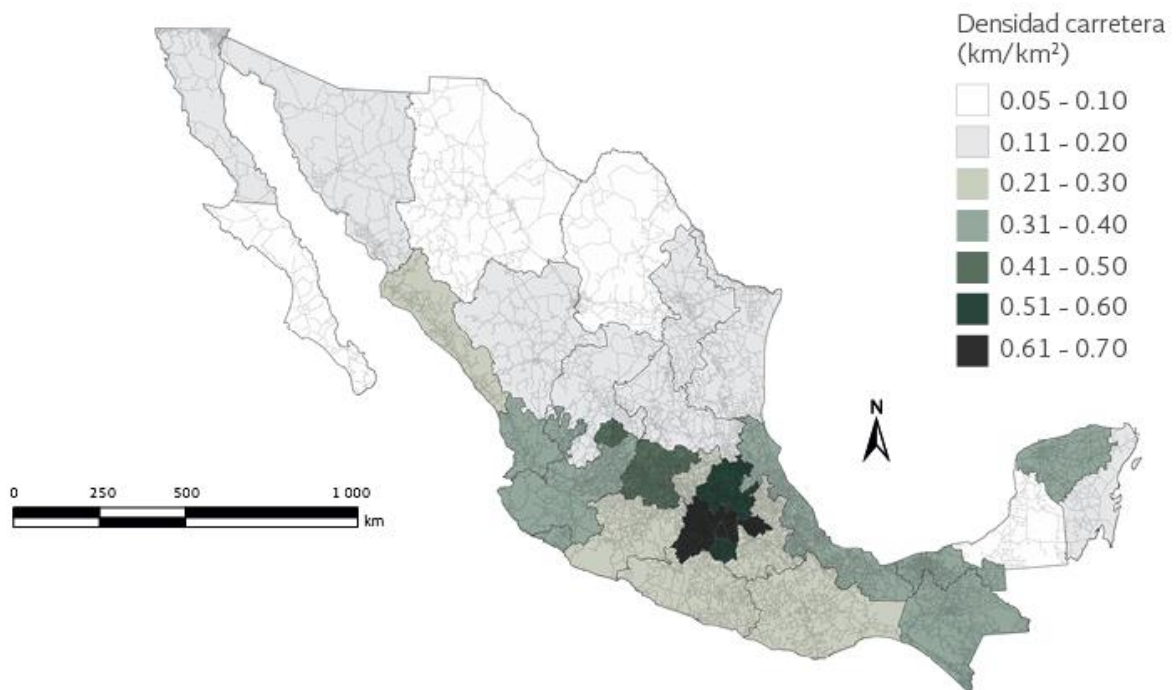 Densidad carretera
(km/km²)
0.05 - 0.10
0.11 - 0.20
0.21 - 0.30
0.31 - 0.40
0.41 - 0.50
0.51 - 0.60
0.61 - 0.70
N
0 250 500 1 000
km